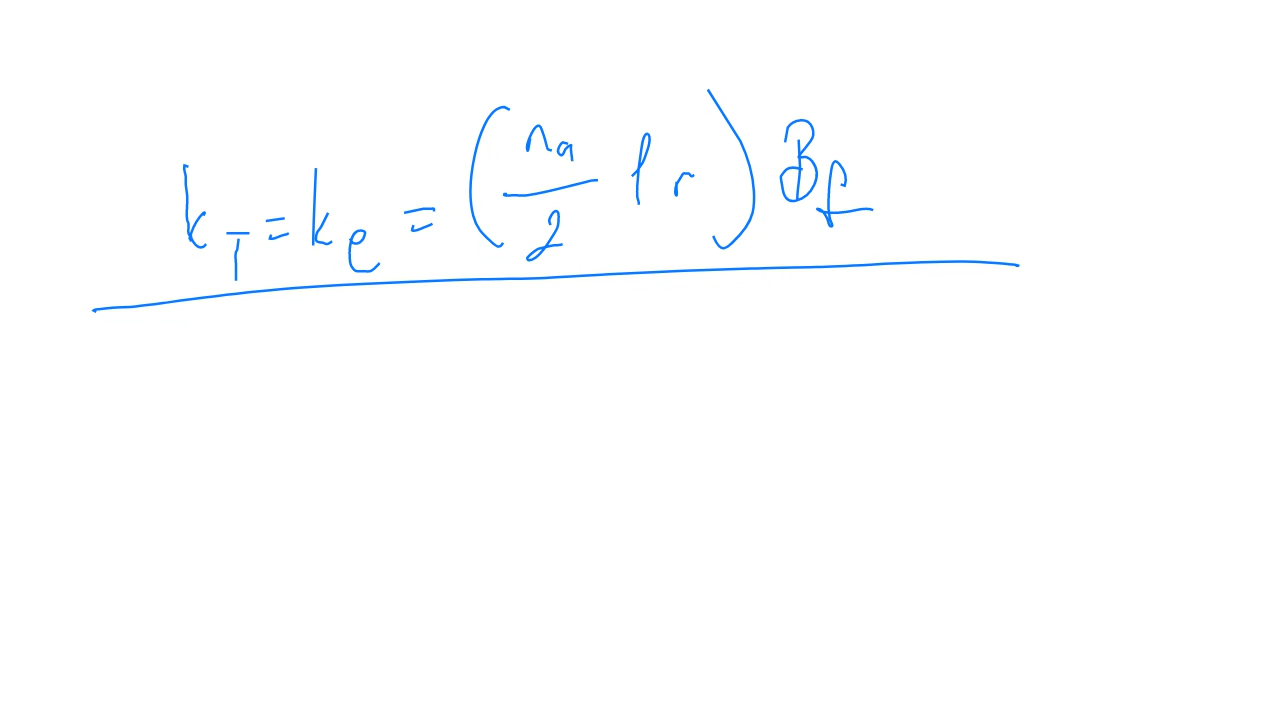 k_T = k_e = (n_a/2 l r) B_f